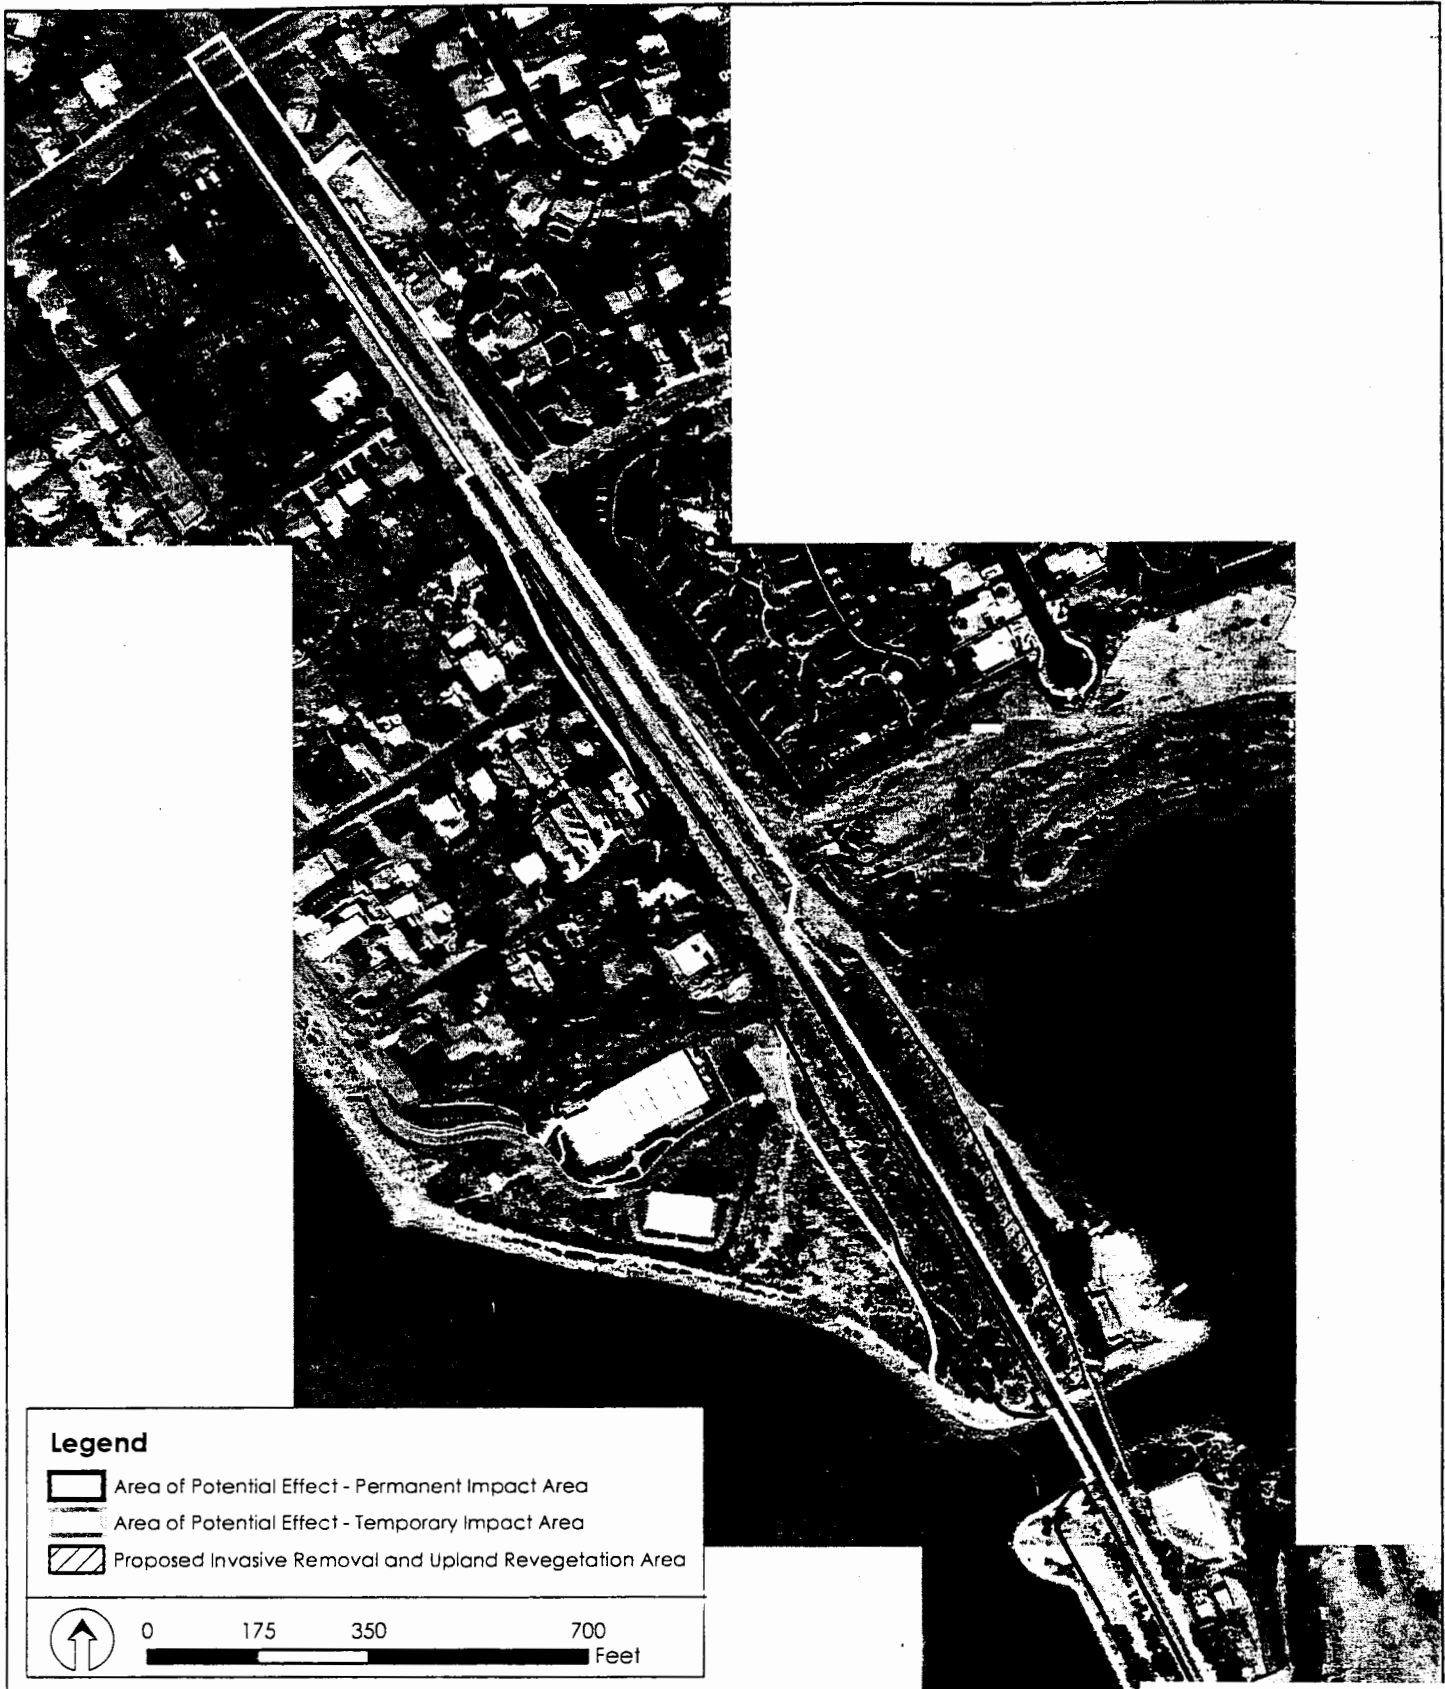 Legend
Area of Potential Effect - Permanent Impact Area
Area of Potential Effect - Temporary Impact Area
Proposed Invasive Removal and Upland Revegetation Area
0 175 350 700
Feet